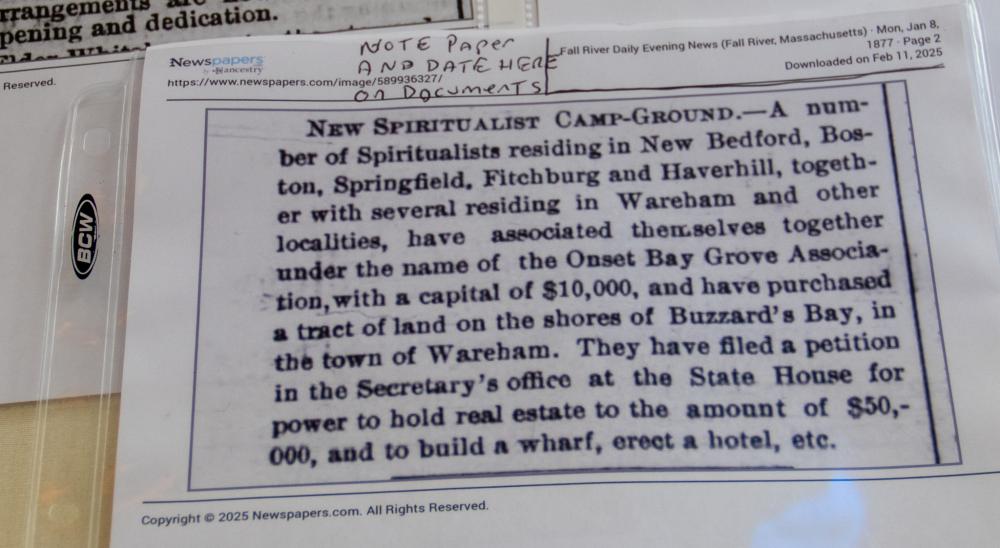 rrangements are
pening and dedication.
Reserved.
BCW
Newspapers
by ancestry
https://www.newspapers.com/image/589936327/
NOTE Paper
AND DATE HERE
on Documents
Fall River Daily Evening News (Fall River, Massachusetts) · Mon, Jan 8,
1877 · Page 2
Downloaded on Feb 11, 2025
NEW SPIRITUALIST CAMP-GROUND.—A num-
ber of Spiritualists residing in New Bedford, Bos-
ton, Springfield, Fitchburg and Haverhill, togeth-
er with several residing in Wareham and other
localities, have associated themselves together
under the name of the Onset Bay Grove Associa-
tion, with a capital of $10,000, and have purchased
a tract of land on the shores of Buzzard's Bay, in
the town of Wareham. They have filed a petition
in the Secretary's office at the State House for
power to hold real estate to the amount of $50,-
000, and to build a wharf, erect a hotel, etc.
Copyright © 2025 Newspapers.com. All Rights Reserved.